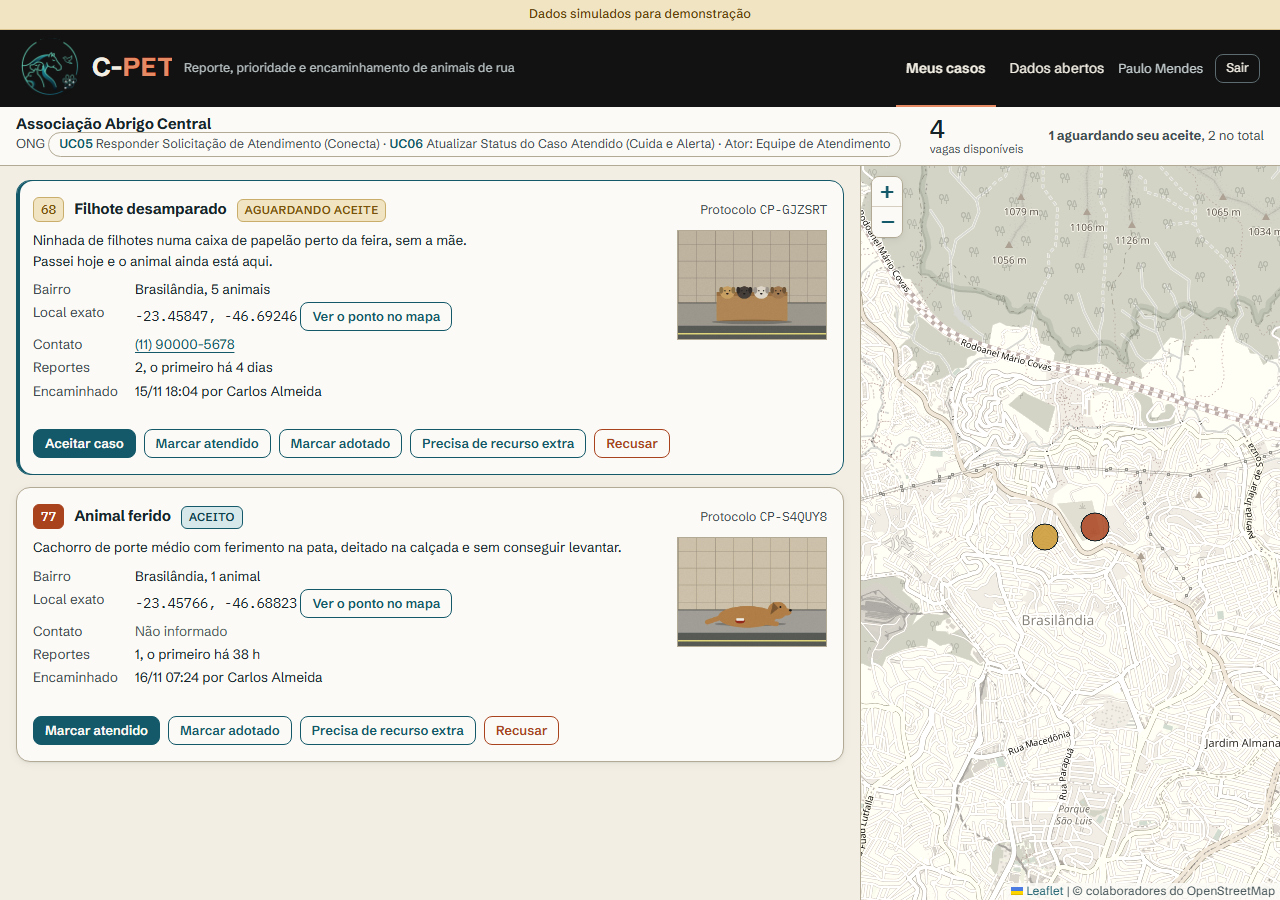 Dados simulados para demonstração
C-PET Reporte, prioridade e encaminhamento de animais de rua
Meus casos Dados abertos Paulo Mendes Sair
Associação Abrigo Central
ONG UC05 Responder Solicitação de Atendimento (Conecta) · UC06 Atualizar Status do Caso Atendido (Cuida e Alerta) · Ator: Equipe de Atendimento
4
vagas disponíveis
1 aguardando seu aceite, 2 no total
68 Filhote desamparado AGUARDANDO ACEITE Protocolo CP-GJZSRT
Ninhada de filhotes numa caixa de papelão perto da feira, sem a mãe.
Passei hoje e o animal ainda está aqui.
Bairro Brasilândia, 5 animais
Local exato -23.45847, -46.69246 Ver o ponto no mapa
Contato (11) 90000-5678
Reportes 2, o primeiro há 4 dias
Encaminhado 15/11 18:04 por Carlos Almeida
Aceitar caso Marcar atendido Marcar adotado Precisa de recurso extra Recusar
77 Animal ferido ACEITO Protocolo CP-S4QUY8
Cachorro de porte médio com ferimento na pata, deitado na calçada e sem conseguir levantar.
Bairro Brasilândia, 1 animal
Local exato -23.45766, -46.68823 Ver o ponto no mapa
Contato Não informado
Reportes 1, o primeiro há 38 h
Encaminhado 16/11 07:24 por Carlos Almeida
Marcar atendido Marcar adotado Precisa de recurso extra Recusar
+
−
1079 m
1065 m
1106 m
1034 m
1126 m
1056 m
Rodoanel Mário Covas
Rodoanel Mário Covas
Avenida Inajar de Souza
Brasilândia
Rua Macedônia
Jardim Almana
Rua Parapuã
Parque
São Luis
Leaflet | © colaboradores do OpenStreetMap